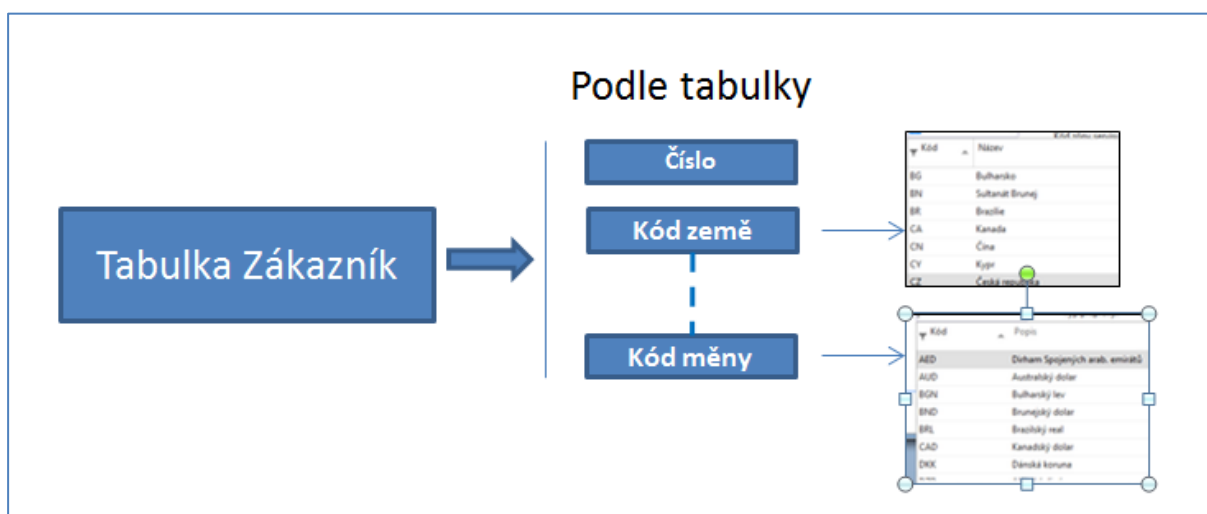 Podle tabulky
Tabulka Zákazník
Číslo
Kód země
Kód měny
Kód Název
BG Bulharsko
BN Sultanát Brunej
BR Brazílie
CA Kanada
CN Čína
CY Kypr
CZ Česká republika
Kód Popis
AED Dirham Spojených arab. emirátů
AUD Australský dolar
BGN Bulharský lev
BND Brunejský dolar
BRL Brazilský real
CAD Kanadský dolar
DKK Dánská koruna